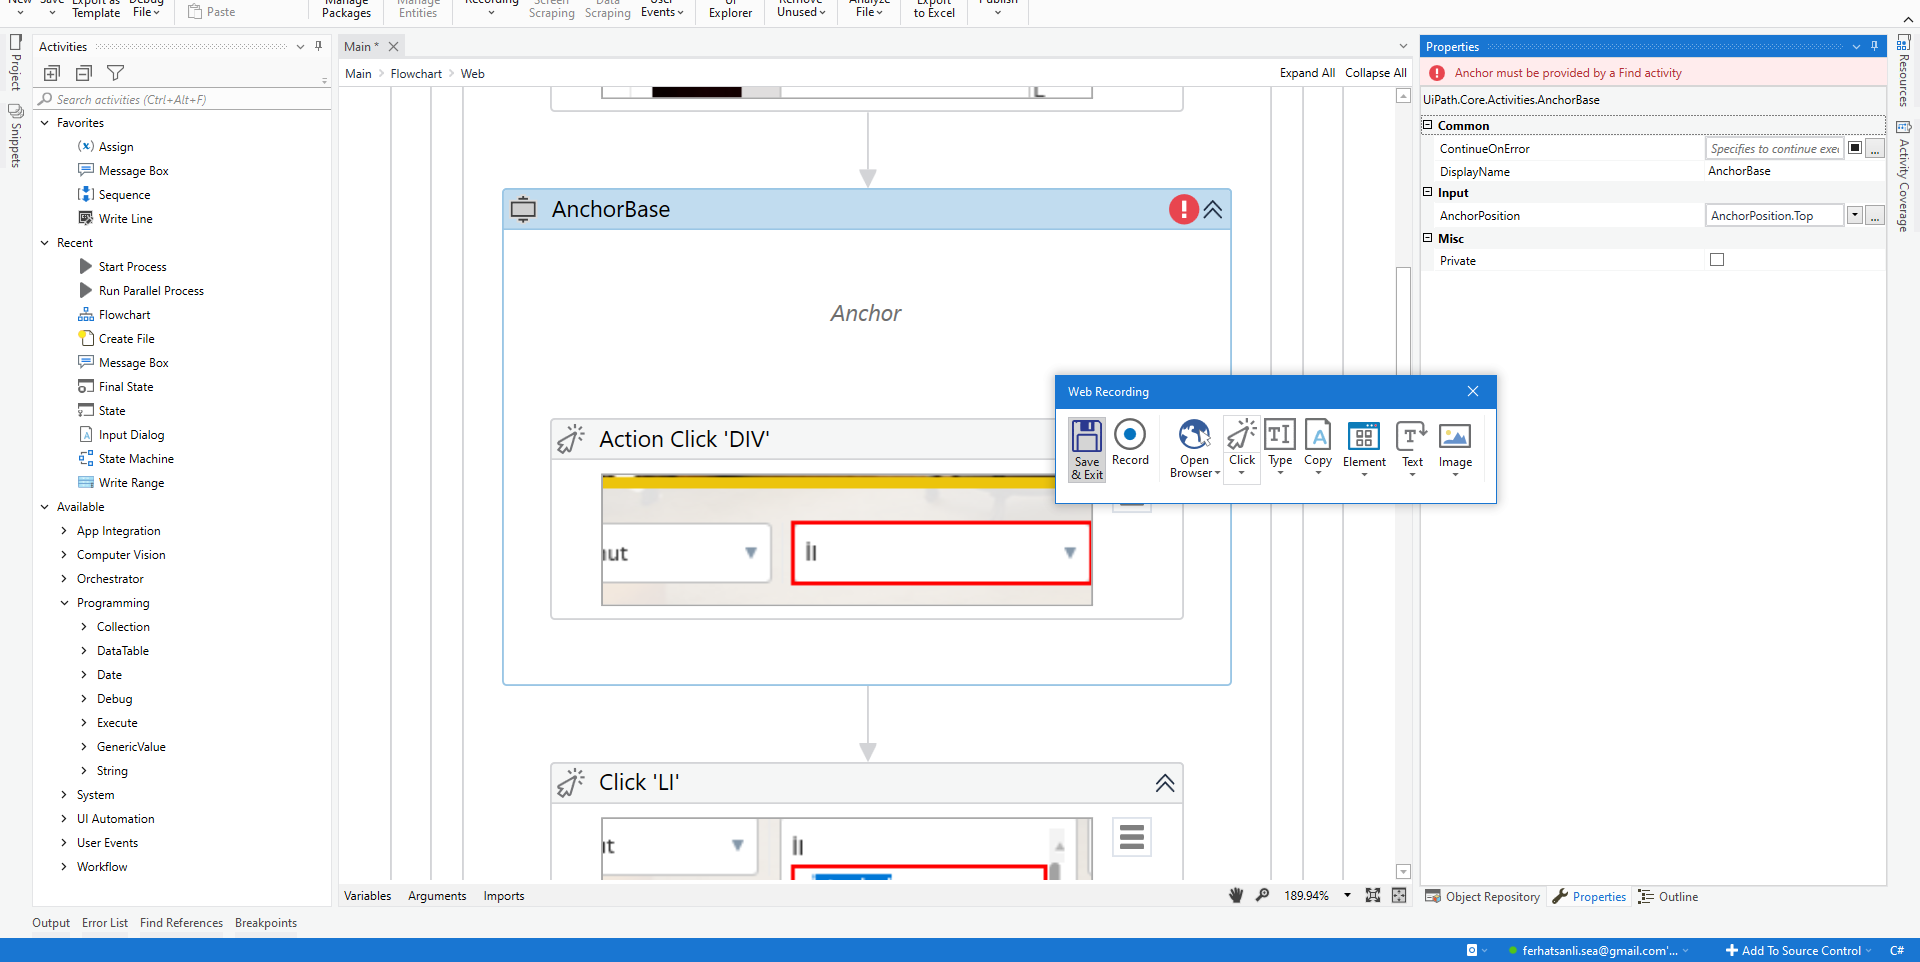 New Save Export as Debug
Template File
Paste
Manage Manage Recording Screen Data User UI Remove Analyze Export Publish
Packages Entities Scraping Scraping Events Explorer Unused File to Excel
Activities
Main *
Properties
Project
Resources
Main > Flowchart > Web
Expand All Collapse All
Anchor must be provided by a Find activity
Search activities (Ctrl+Alt+F)
UiPath.Core.Activities.AnchorBase
Snippets
Activity Coverage
Favorites
Assign
Message Box
Sequence
Write Line
Recent
Start Process
Run Parallel Process
Flowchart
Create File
Message Box
Final State
State
Input Dialog
State Machine
Write Range
Available
App Integration
Computer Vision
Orchestrator
Programming
Collection
DataTable
Date
Debug
Execute
GenericValue
String
System
UI Automation
User Events
Workflow
AnchorBase
Anchor
Action Click 'DIV'
İl
Click 'LI'
İl
Common
ContinueOnError Specifies to continue exe ...
DisplayName AnchorBase
Input
AnchorPosition AnchorPosition.Top ...
Misc
Private
Web Recording
Save & Exit
Record
Open Browser
Click
Type
Copy
Element
Text
Image
Variables Arguments Imports
189.94%
Object Repository Properties Outline
Output Error List Find References Breakpoints
ferhatsanli.sea@gmail.com'...
Add To Source Control
C#